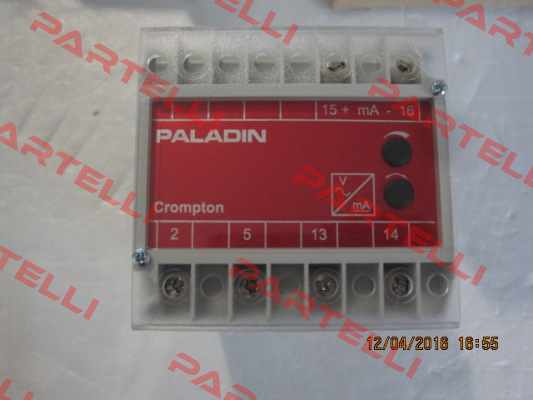 PARTELLI
PARTELLI
PARTELLI
15 + mA - 16
PALADIN
V
mA
Crompton
2 5 13 14
PARTELLI
PARTELLI
PARTELLI
12/04/2016 16:55